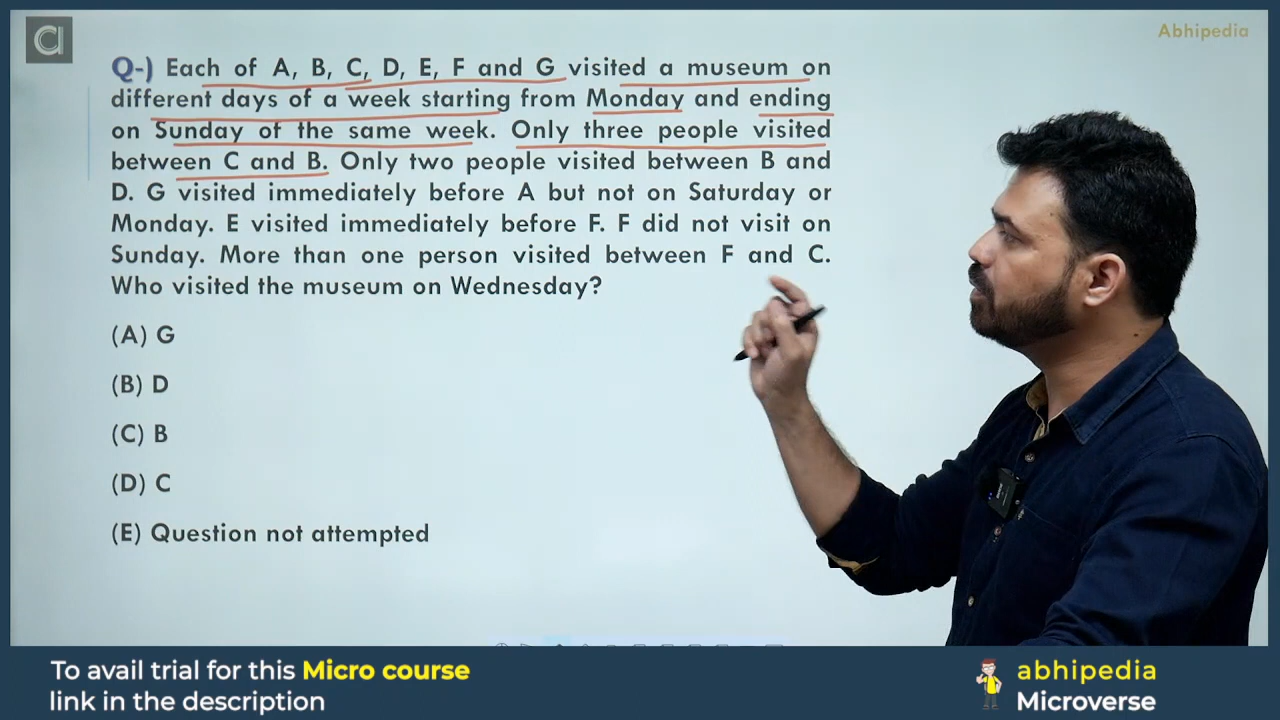 Abhipedia
Q-) Each of A, B, C, D, E, F and G visited a museum on
different days of a week starting from Monday and ending
on Sunday of the same week. Only three people visited
between C and B. Only two people visited between B and
D. G visited immediately before A but not on Saturday or
Monday. E visited immediately before F. F did not visit on
Sunday. More than one person visited between F and C.
Who visited the museum on Wednesday?
(A) G
(B) D
(C) B
(D) C
(E) Question not attempted
To avail trial for this Micro course
link in the description
abhipedia
Microverse